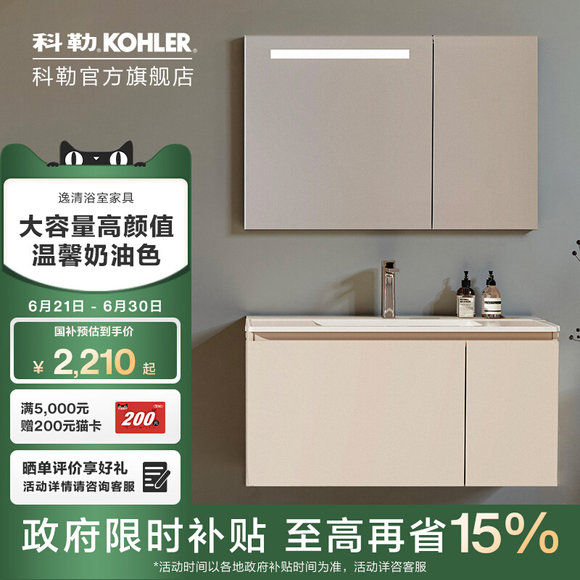 科勒®KOHLER®
科勒官方旗舰店
逸清浴室家具
大容量高颜值
温馨奶油色
6月21日 - 6月30日
国补预估到手价
¥ 2,210 起
满5,000元
赠200元猫卡
200
晒单评价享好礼
活动详情请咨询客服
政府限时补贴 至高再省15%
*活动时间以各地政府补贴时间为准，活动详咨客服